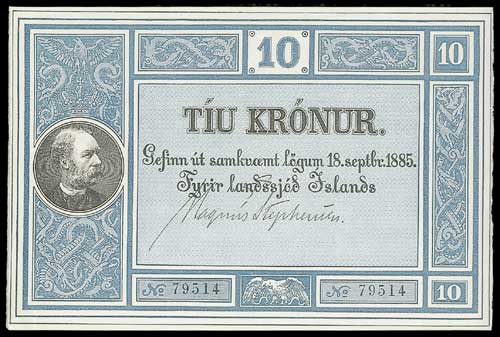 10 10
TÍU KRÓNUR.
Gefinn út samkvæmt lögum 18. septbr. 1885.
Fyrir landssjóð Íslands
Magnús Stephensen.
№ 79514 № 79514 10